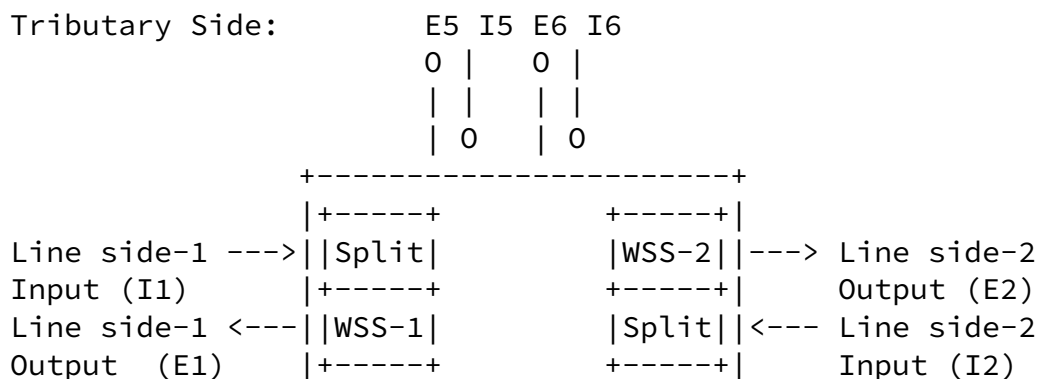 Tributary Side:        E5 I5 E6 I6
                       O |   O |
                       | |   | |
                       | O   | O
                +-----------------------+
                |+-----+         +-----+|
Line side-1 --->||Split|         |WSS-2||---> Line side-2
Input (I1)      |+-----+         +-----+|     Output (E2)
Line side-1 <---||WSS-1|         |Split||<--- Line side-2
Output  (E1)    |+-----+         +-----+|     Input (I2)